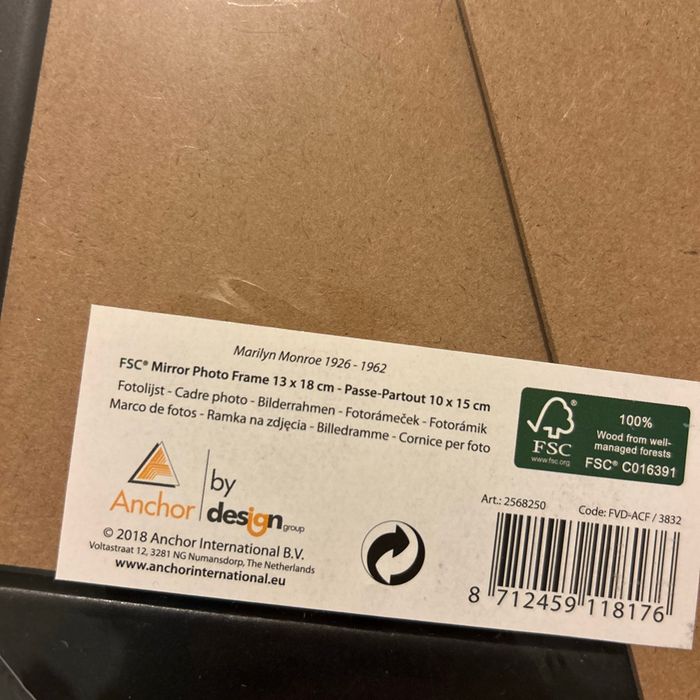 Marilyn Monroe 1926 - 1962
FSC® Mirror Photo Frame 13 x 18 cm - Passe-Partout 10 x 15 cm
Fotolijst - Cadre photo - Bilderrahmen - Fotorámeček - Fotorámik
Marco de fotos - Ramka na zdjęcia - Billedramme - Cornice per foto
Anchor
by
design group
© 2018 Anchor International B.V.
Voltastraat 12, 3281 NG Numansdorp, The Netherlands
www.anchorinternational.eu
®
FSC
www.fsc.org
100%
Wood from well-
managed forests
FSC® C016391
Art.: 2568250
Code: FVD-ACF / 3832
8 712459 118176